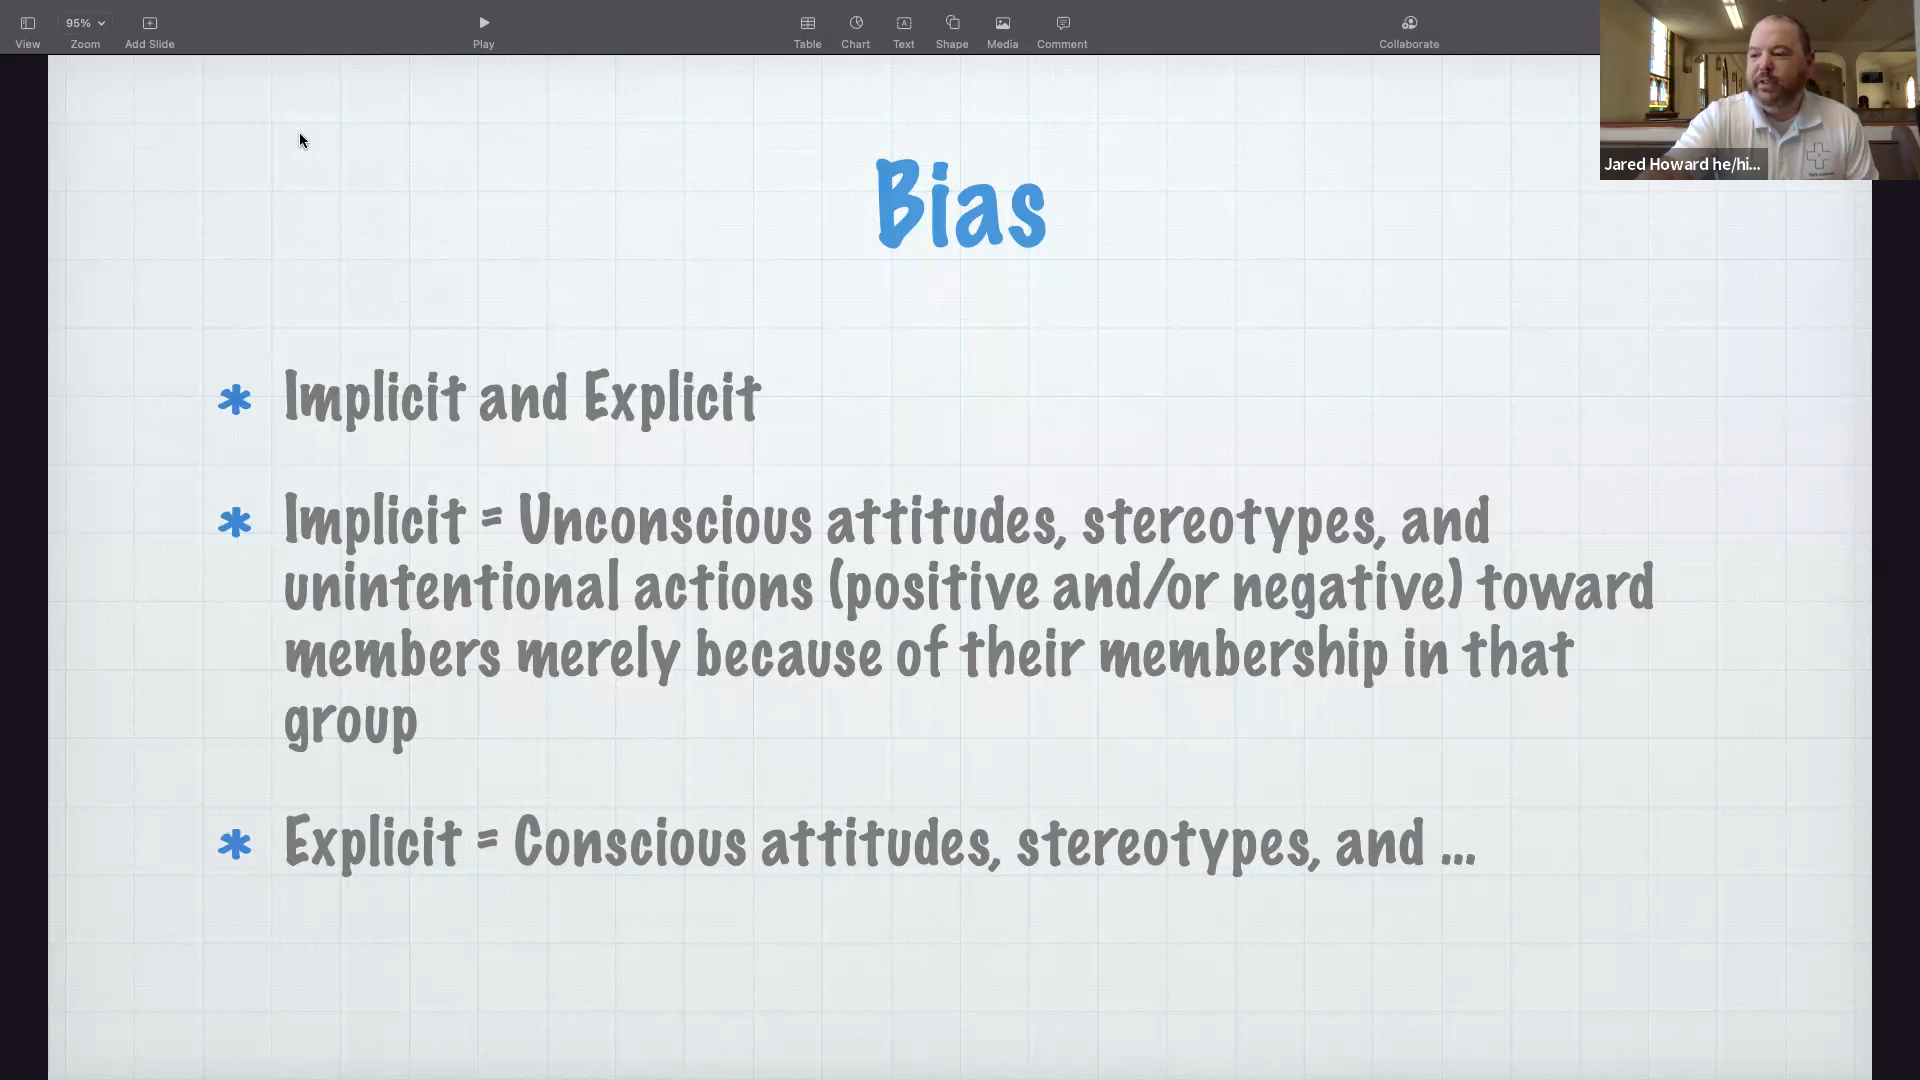 95%
View
Zoom
Add Slide
Play
Table
Chart
Text
Shape
Media
Comment
Collaborate
Jared Howard he/hi...
Bias
* Implicit and Explicit
* Implicit = Unconscious attitudes, stereotypes, and
unintentional actions (positive and/or negative) toward
members merely because of their membership in that
group
* Explicit = Conscious attitudes, stereotypes, and ...